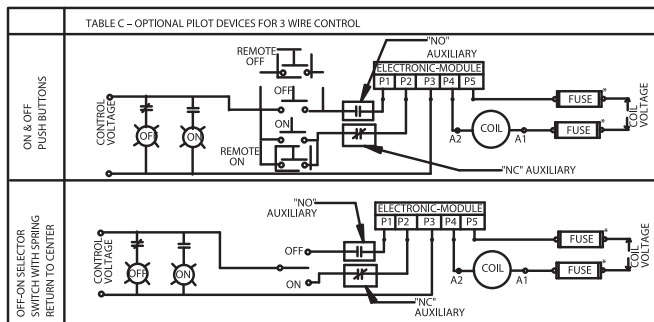 TABLE C – OPTIONAL PILOT DEVICES FOR 3 WIRE CONTROL
ON & OFF
PUSH BUTTONS
CONTROL
VOLTAGE
OFF
ON
REMOTE
OFF
OFF
ON
REMOTE
ON
"NO"
AUXILIARY
ELECTRONIC-MODULE
P1 P2 P3 P4 P5
"NC" AUXILIARY
A2
COIL
A1
FUSE *
FUSE *
COIL
VOLTAGE
OFF-ON SELECTOR
SWITCH WITH SPRING
RETURN TO CENTER
CONTROL
VOLTAGE
OFF
ON
"NO"
AUXILIARY
OFF
ON
ELECTRONIC-MODULE
P1 P2 P3 P4 P5
"NC"
AUXILIARY
A2
COIL
A1
FUSE *
FUSE *
COIL
VOLTAGE